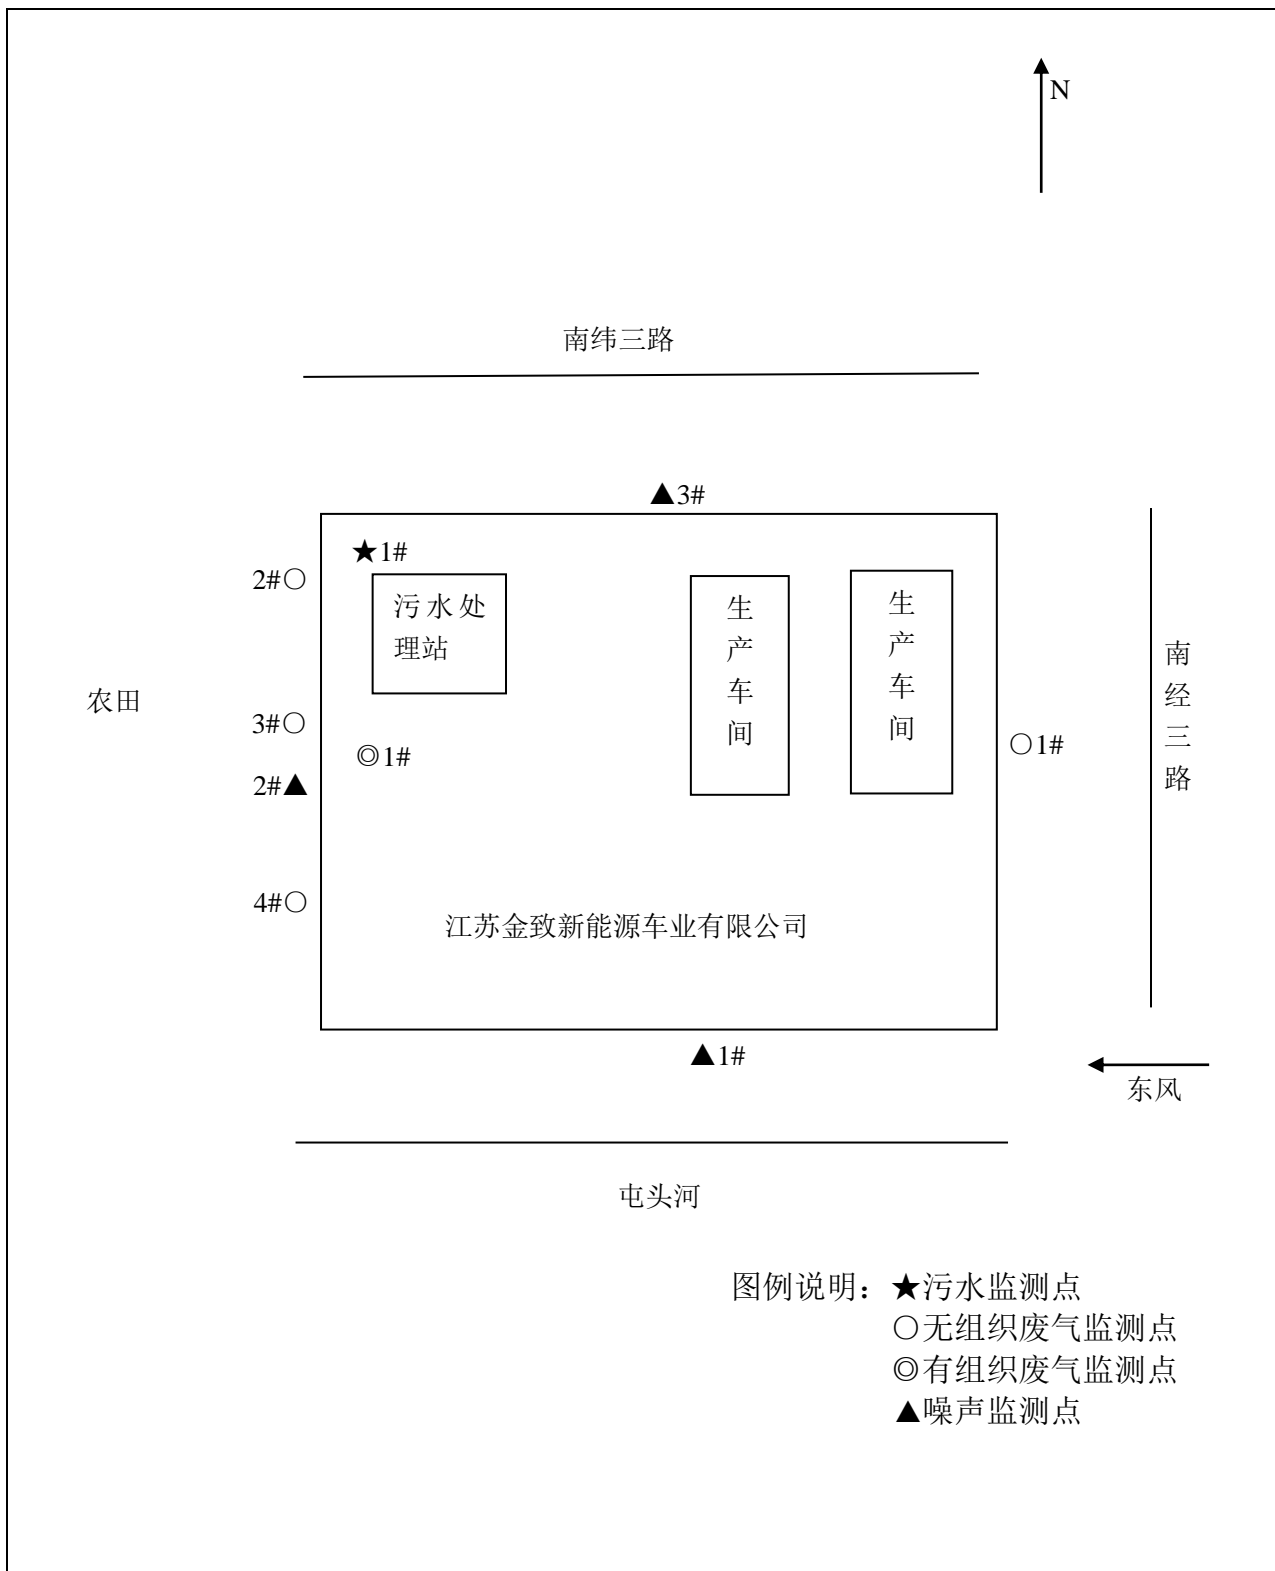 N
南纬三路
▲3#
★1#
2#○
污水处
理站
生产车间
生产车间
南经三路
农田
3#○
◎1#
○1#
2#▲
4#○
江苏金致新能源车业有限公司
▲1#
东风
屯头河
图例说明：★污水监测点
○无组织废气监测点
◎有组织废气监测点
▲噪声监测点